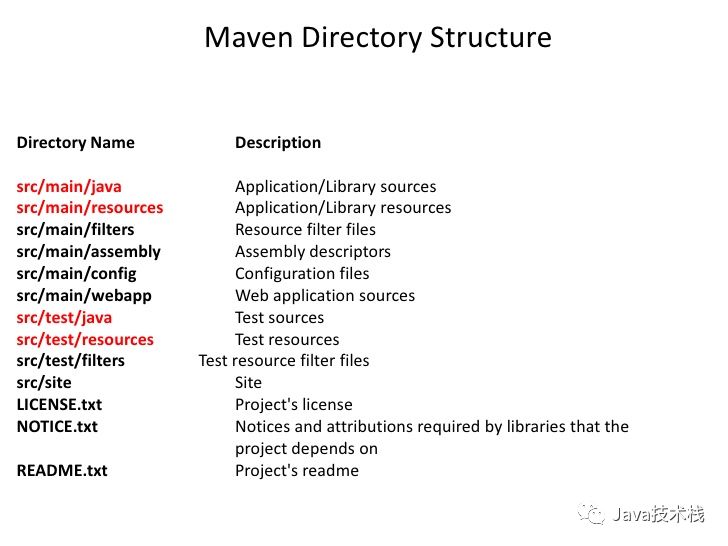 Maven Directory Structure
Directory Name Description
src/main/java Application/Library sources
src/main/resources Application/Library resources
src/main/filters Resource filter files
src/main/assembly Assembly descriptors
src/main/config Configuration files
src/main/webapp Web application sources
src/test/java Test sources
src/test/resources Test resources
src/test/filters Test resource filter files
src/site Site
LICENSE.txt Project's license
NOTICE.txt Notices and attributions required by libraries that the
project depends on
README.txt Project's readme
Java技术栈